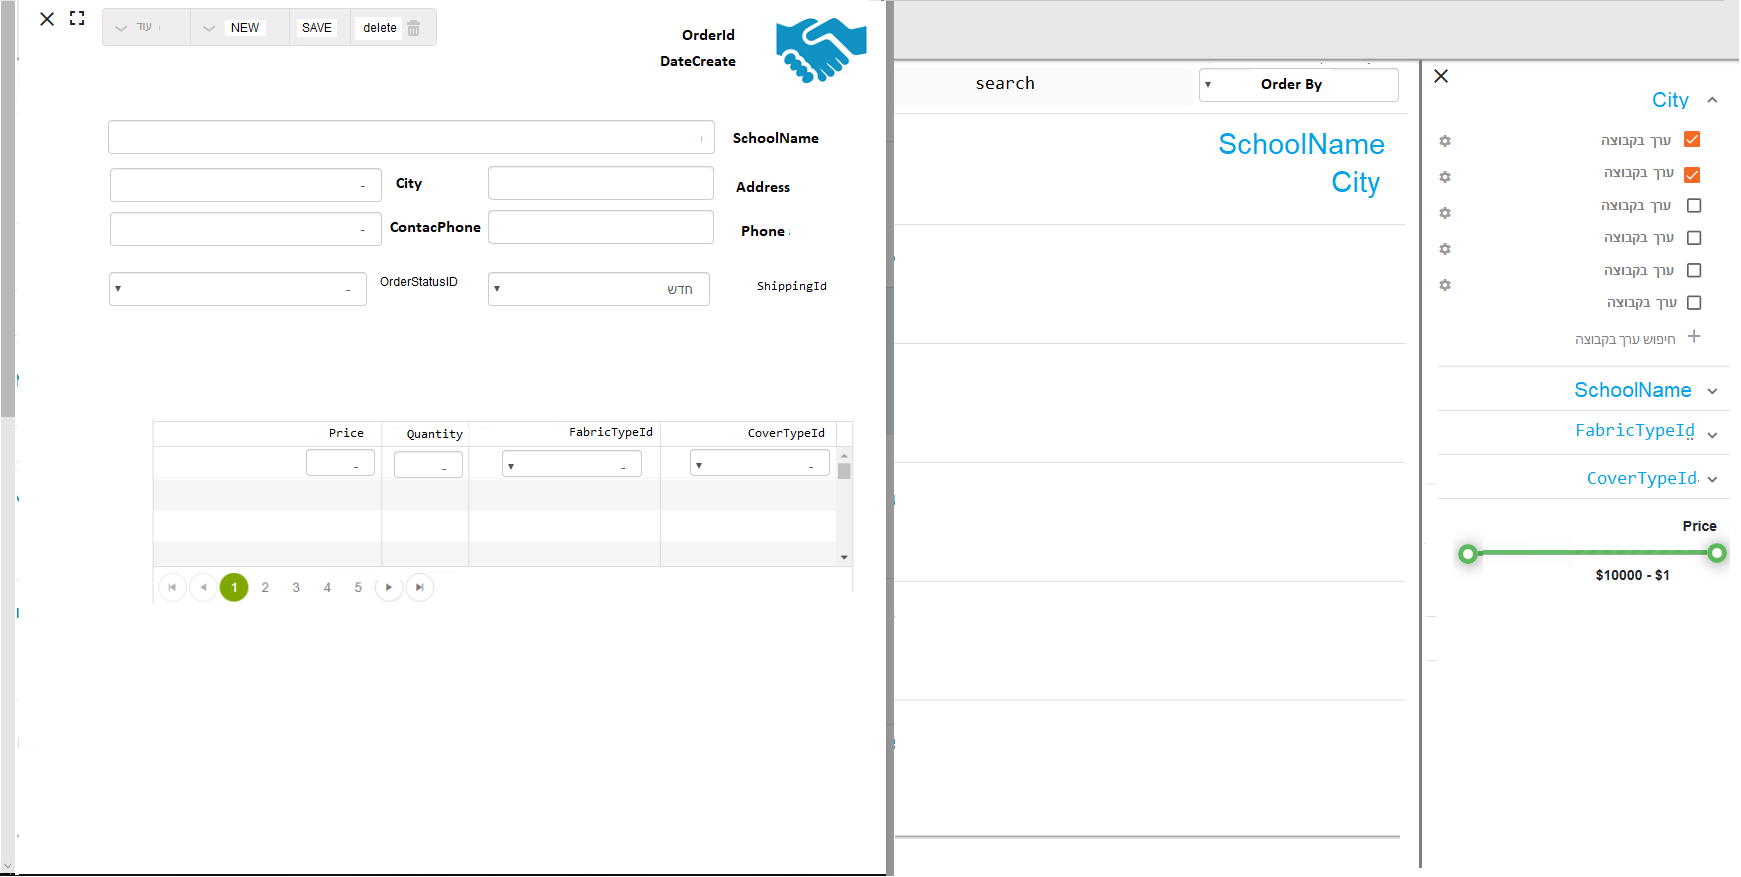 עוד
NEW
SAVE
delete
OrderId
DateCreate
SchoolName
City
Address
ContacPhone
Phone
OrderStatusID
חדש
ShippingId
Price
Quantity
FabricTypeId
CoverTypeId
1 2 3 4 5
search
Order By
SchoolName
City
City
ערך בקבוצה
ערך בקבוצה
ערך בקבוצה
ערך בקבוצה
ערך בקבוצה
ערך בקבוצה
חיפוש ערך בקבוצה
SchoolName
FabricTypeId
CoverTypeId
Price
$10000 - $1